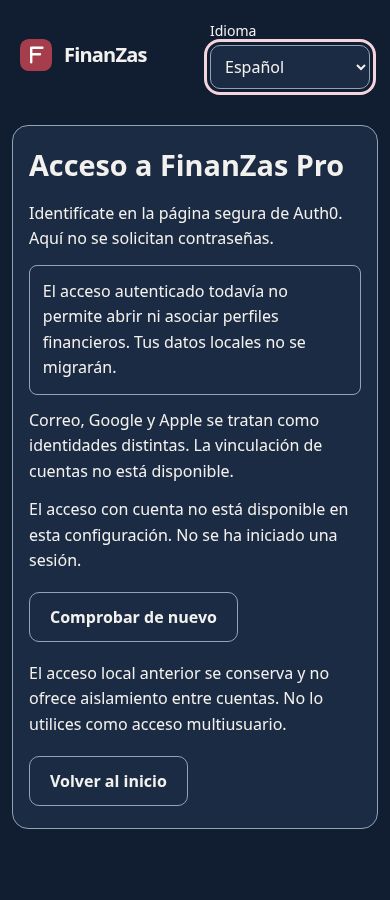 Idioma
FinanZas
Español
Acceso a FinanZas Pro
Identifícate en la página segura de Auth0.
Aquí no se solicitan contraseñas.
El acceso autenticado todavía no
permite abrir ni asociar perfiles
financieros. Tus datos locales no se
migrarán.
Correo, Google y Apple se tratan como
identidades distintas. La vinculación de
cuentas no está disponible.
El acceso con cuenta no está disponible en
esta configuración. No se ha iniciado una
sesión.
Comprobar de nuevo
El acceso local anterior se conserva y no
ofrece aislamiento entre cuentas. No lo
utilices como acceso multiusuario.
Volver al inicio